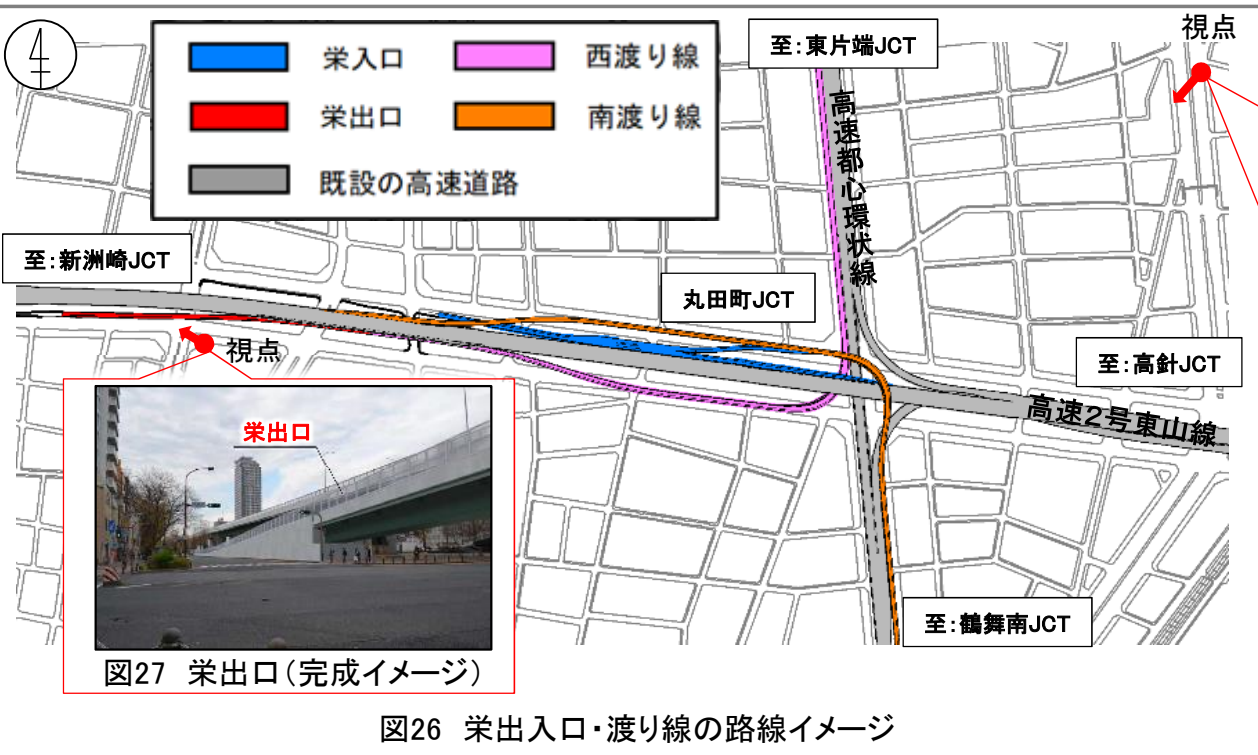 栄入口
西渡り線
栄出口
南渡り線
既設の高速道路
至：東片端JCT
視点
高速都心環状線
至：新洲崎JCT
丸田町JCT
視点
至：高針JCT
高速2号東山線
栄出口
至：鶴舞南JCT
図27 栄出口（完成イメージ）
図26 栄出入口・渡り線の路線イメージ